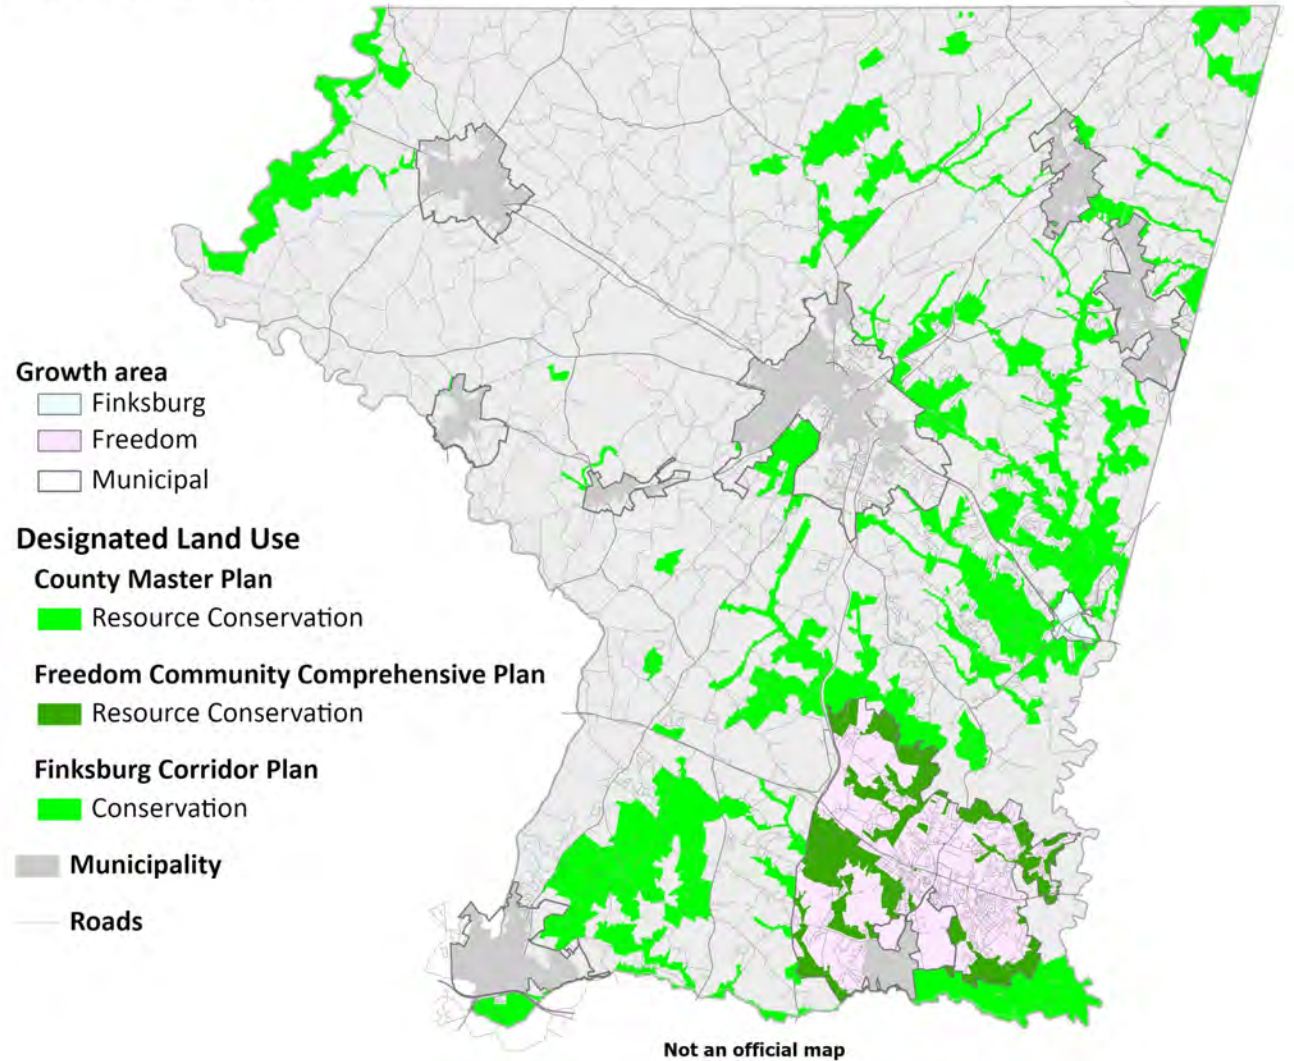 Growth area
Finksburg
Freedom
Municipal
Designated Land Use
County Master Plan
Resource Conservation
Freedom Community Comprehensive Plan
Resource Conservation
Finksburg Corridor Plan
Conservation
Municipality
Roads
Not an official map